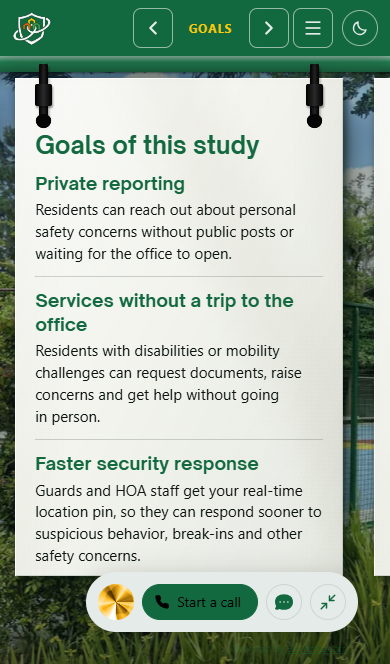 GOALS
Goals of this study
Private reporting
Residents can reach out about personal
safety concerns without public posts or
waiting for the office to open.
Services without a trip to the
office
Residents with disabilities or mobility
challenges can request documents, raise
concerns and get help without going
in person.
Faster security response
Guards and HOA staff get your real-time
location pin, so they can respond sooner to
suspicious behavior, break-ins and other
safety concerns.
Start a call